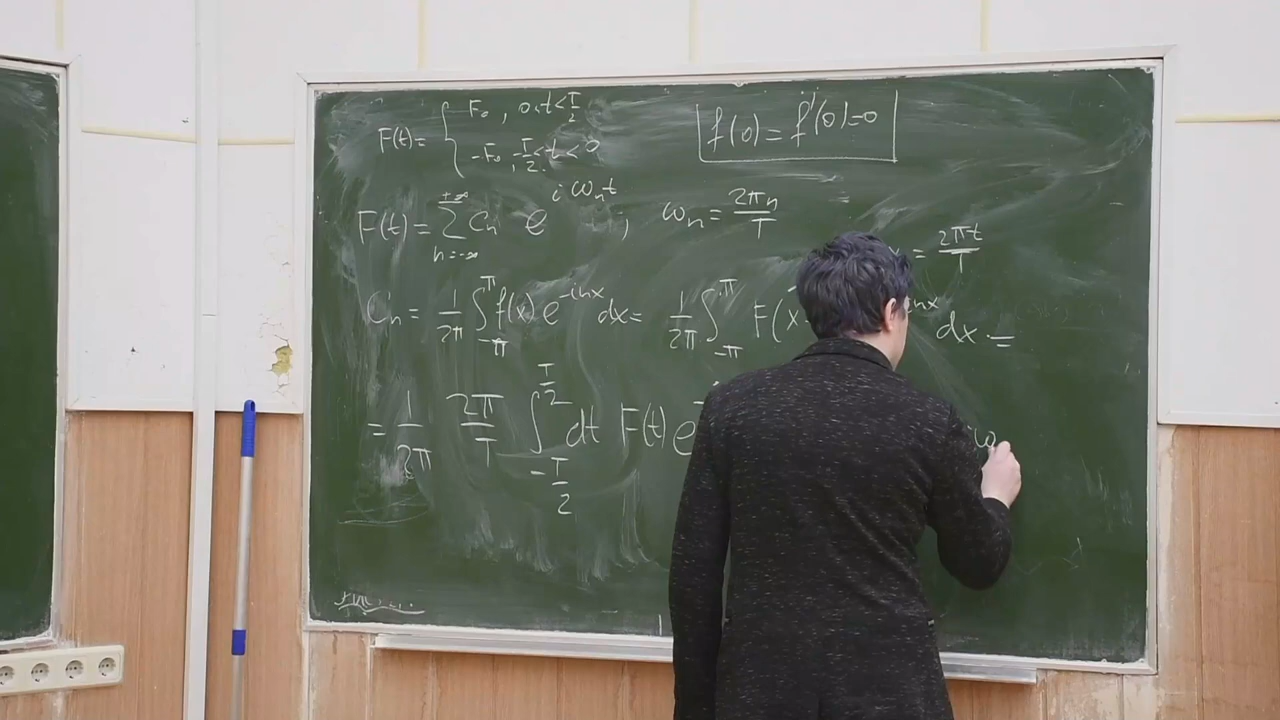 F(t) = { F₀ , 0<t<T/2
-F₀ , -T/2<t<0
f(0) = f'(0)=0
F(t) = Σ_{n=-∞}^{+∞} Cₙ e^{iωₙt} ; ωₙ = 2πn/T
= 2πt/T
Cₙ = 1/2π ∫_{-π}^{π} f(x) e^{-inx} dx = 1/2π ∫_{-π}^{π} F(x dx =
= 1/2π 2π/T ∫_{-T/2}^{T/2} dt F(t) e